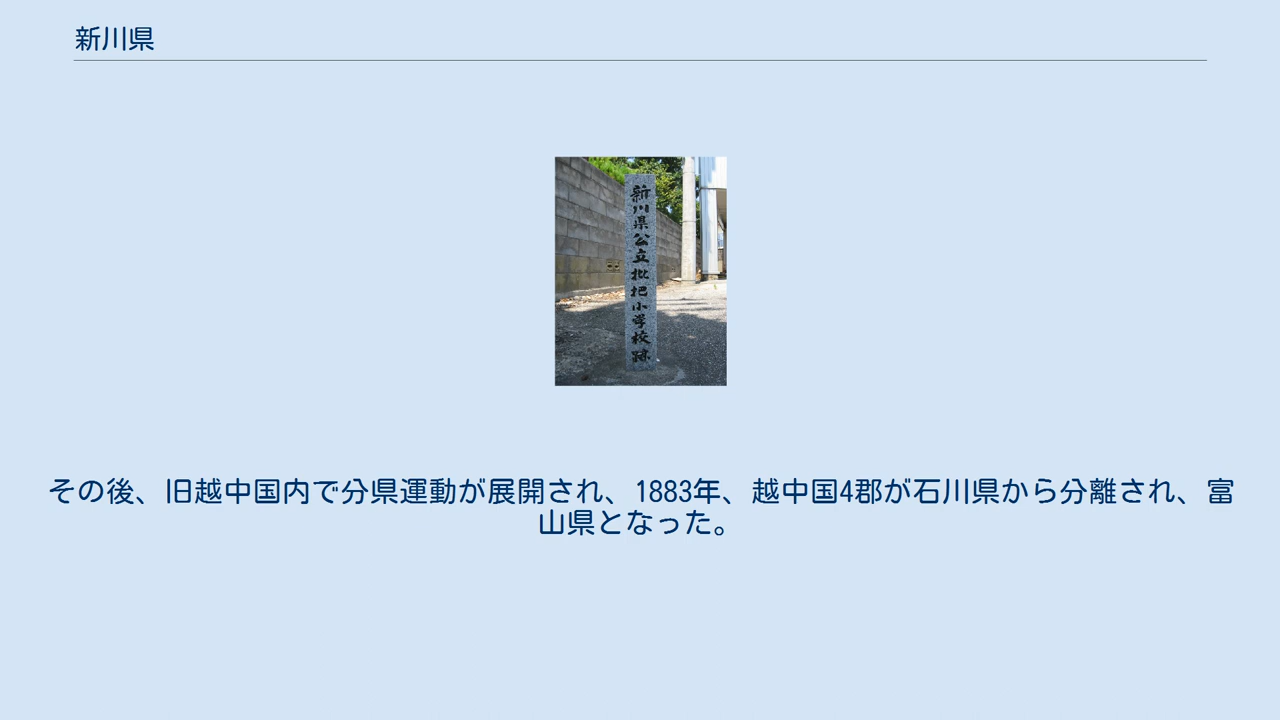 新川県
新川県公立枇杷小学校跡
その後、旧越中国内で分県運動が展開され、1883年、越中国4郡が石川県から分離され、富
山県となった。